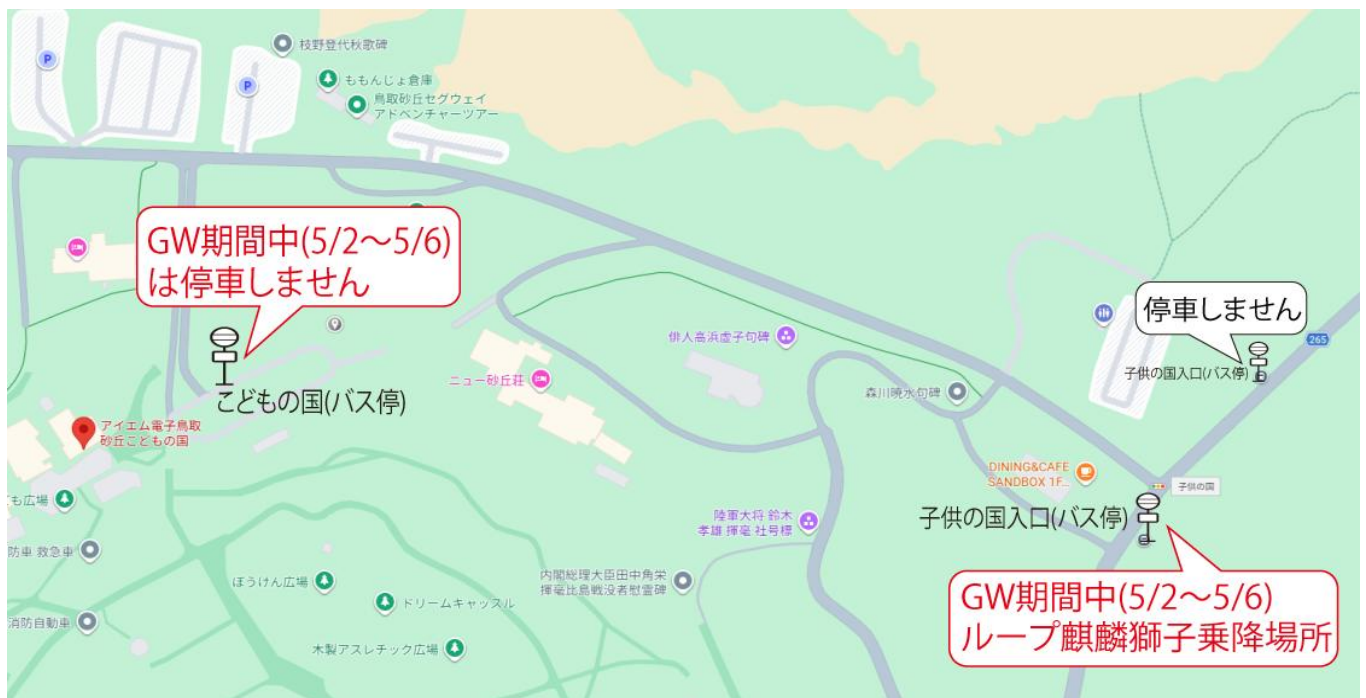 P
P
枝野登代秋歌碑
ももんじょ倉庫
鳥取砂丘セグウェイ
アドベンチャーツアー
GW期間中(5/2～5/6)
は停車しません
こどもの国(バス停)
アイエム電子鳥取
砂丘こどもの国
ニュー砂丘荘
俳人高浜虚子句碑
森川暁水句碑
停車しません
265
子供の国入口(バス停)
DINING&CAFE
SANDBOX 1F...
子供の国
子供の国入口(バス停)
GW期間中(5/2～5/6)
ループ麒麟獅子乗降場所
陸軍大将 鈴木
孝雄 揮毫 社号標
内閣総理大臣田中角栄
揮毫比島戦没者慰霊碑
ども広場
防車 救急車
消防自動車
ぼうけん広場
ドリームキャッスル
木製アスレチック広場